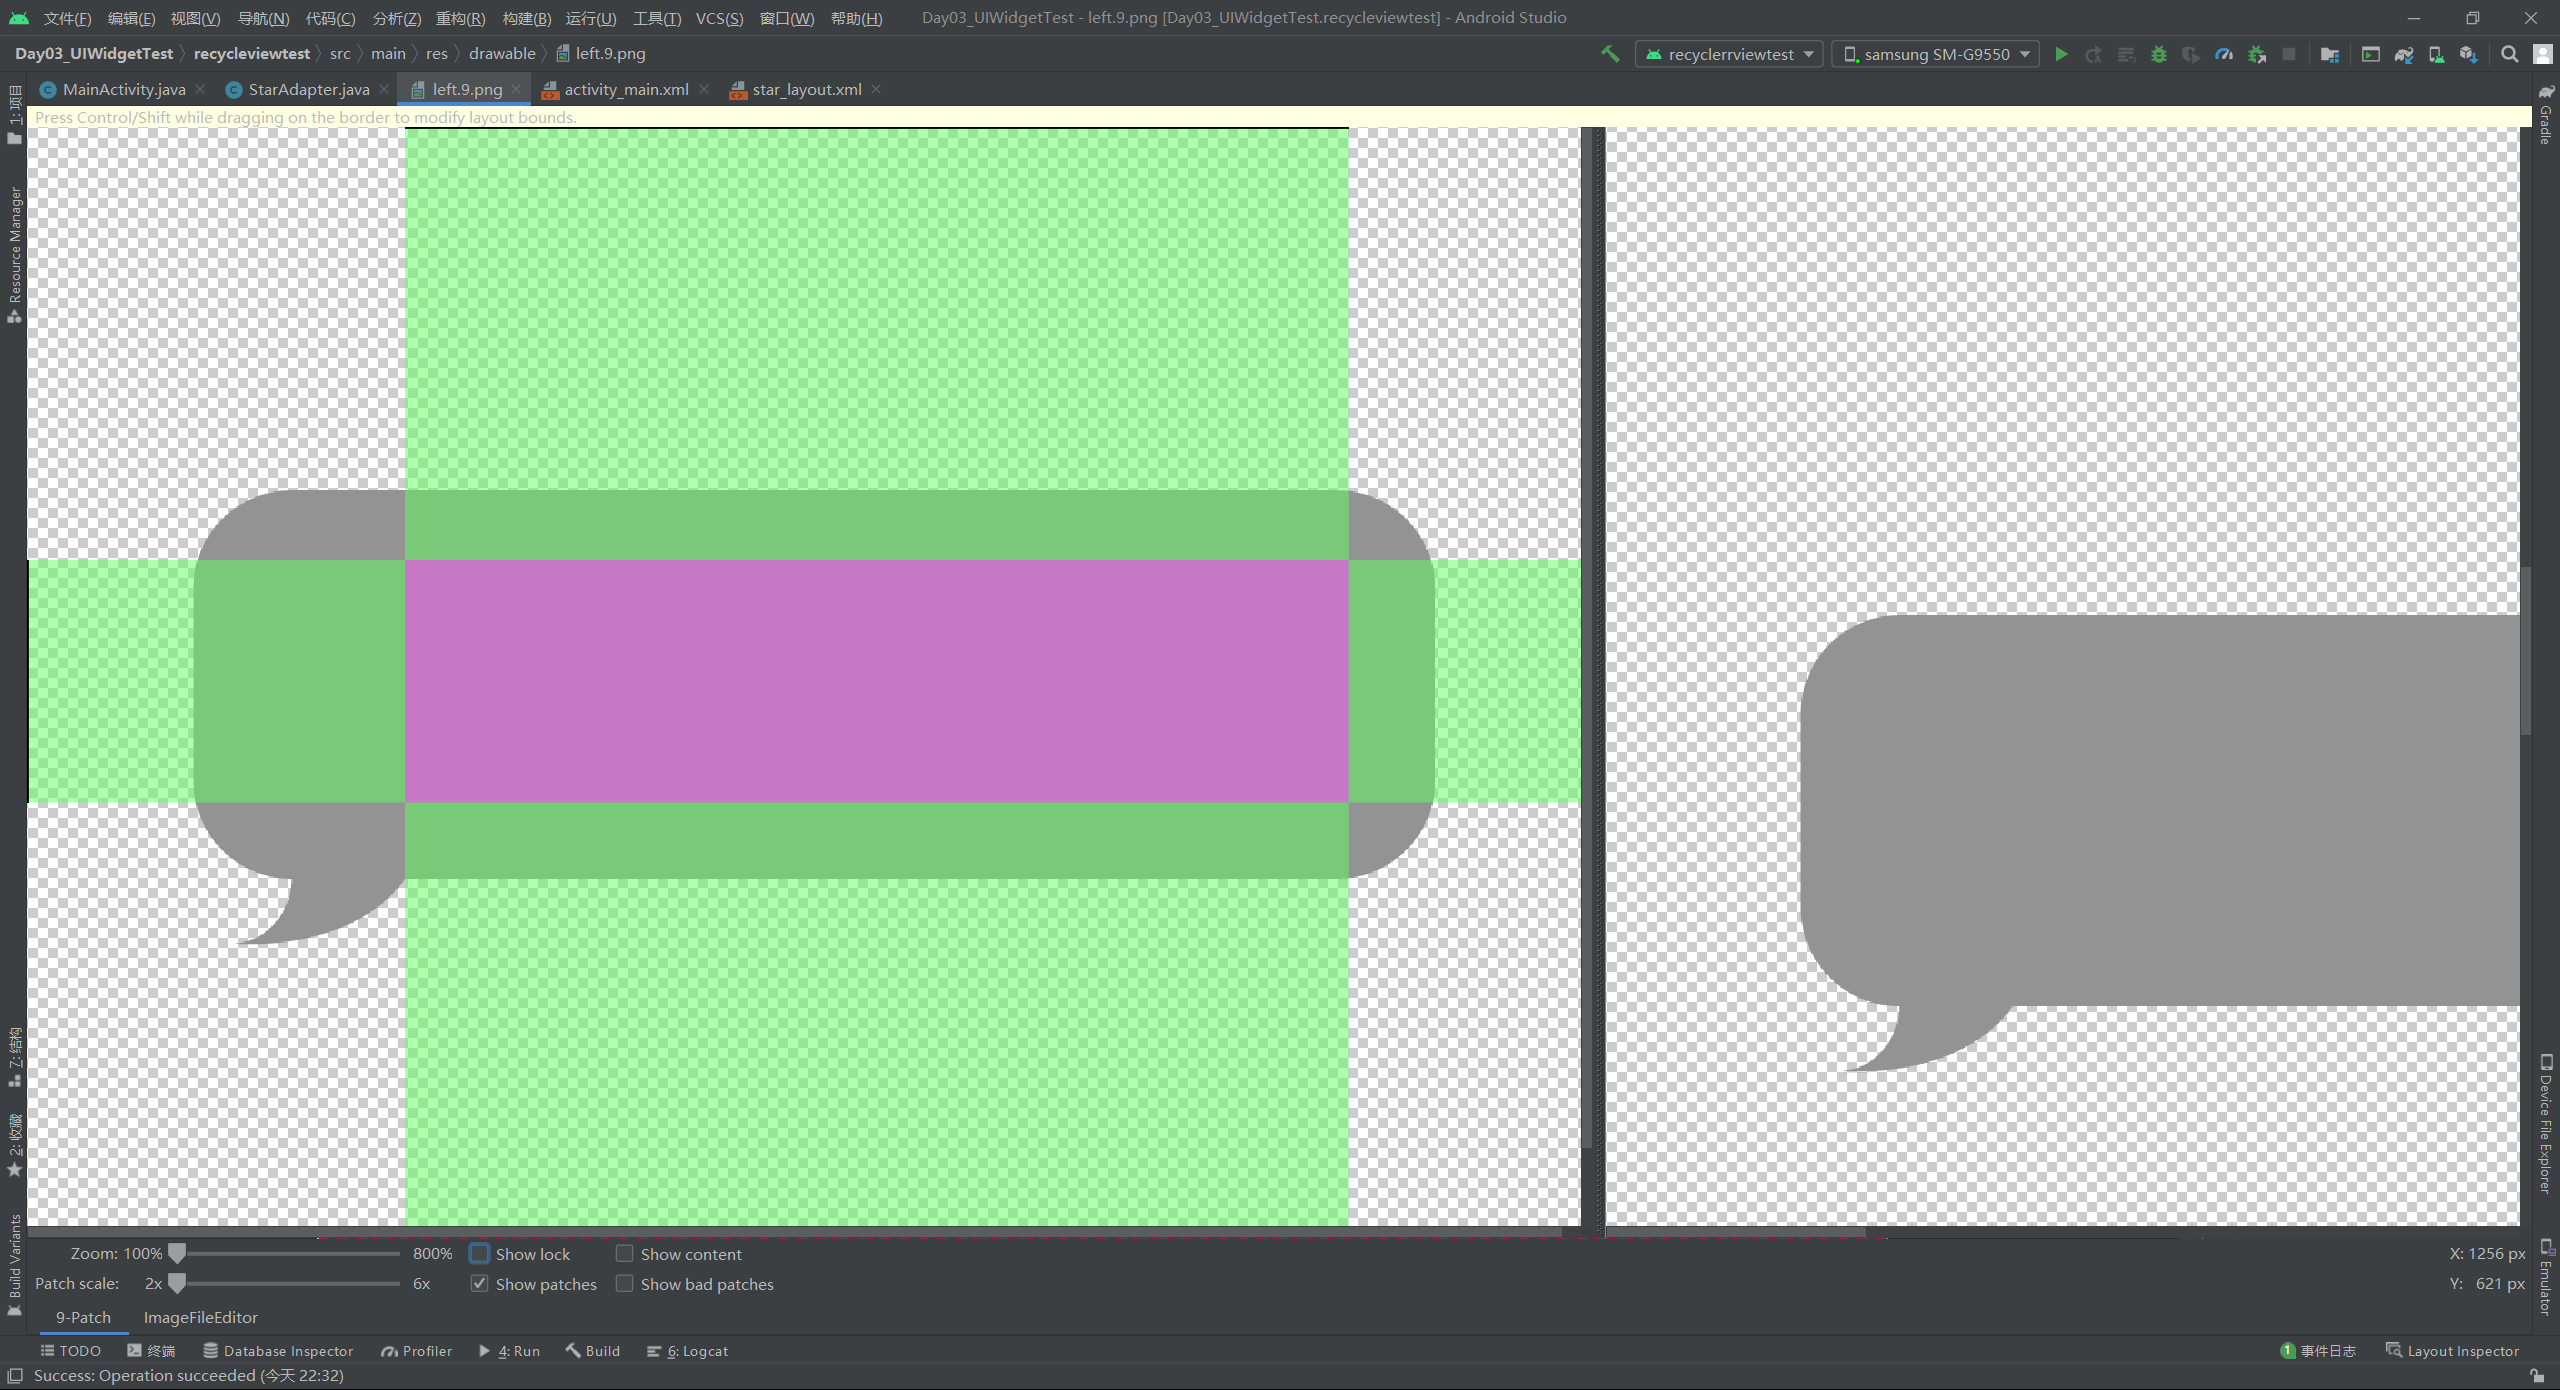 文件(F) 编辑(E) 视图(V) 导航(N) 代码(C) 分析(Z) 重构(R) 构建(B) 运行(U) 工具(T) VCS(S) 窗口(W) 帮助(H) Day03_UIWidgetTest - left.9.png [Day03_UIWidgetTest.recycleviewtest] - Android Studio
Day03_UIWidgetTest recycleviewtest src main res drawable left.9.png recyclerrviewtest samsung SM-G9550
MainActivity.java StarAdapter.java left.9.png activity_main.xml star_layout.xml
Press Control/Shift while dragging on the border to modify layout bounds.
1: 项目
Resource Manager
Z: 结构
2: 收藏
Build Variants
Gradle
Device File Explorer
Emulator
Zoom: 100% 800% Show lock Show content X: 1256 px
Patch scale: 2x 6x Show patches Show bad patches Y: 621 px
9-Patch ImageFileEditor
TODO 终端 Database Inspector Profiler 4: Run Build 6: Logcat 1 事件日志 Layout Inspector
Success: Operation succeeded (今天 22:32)